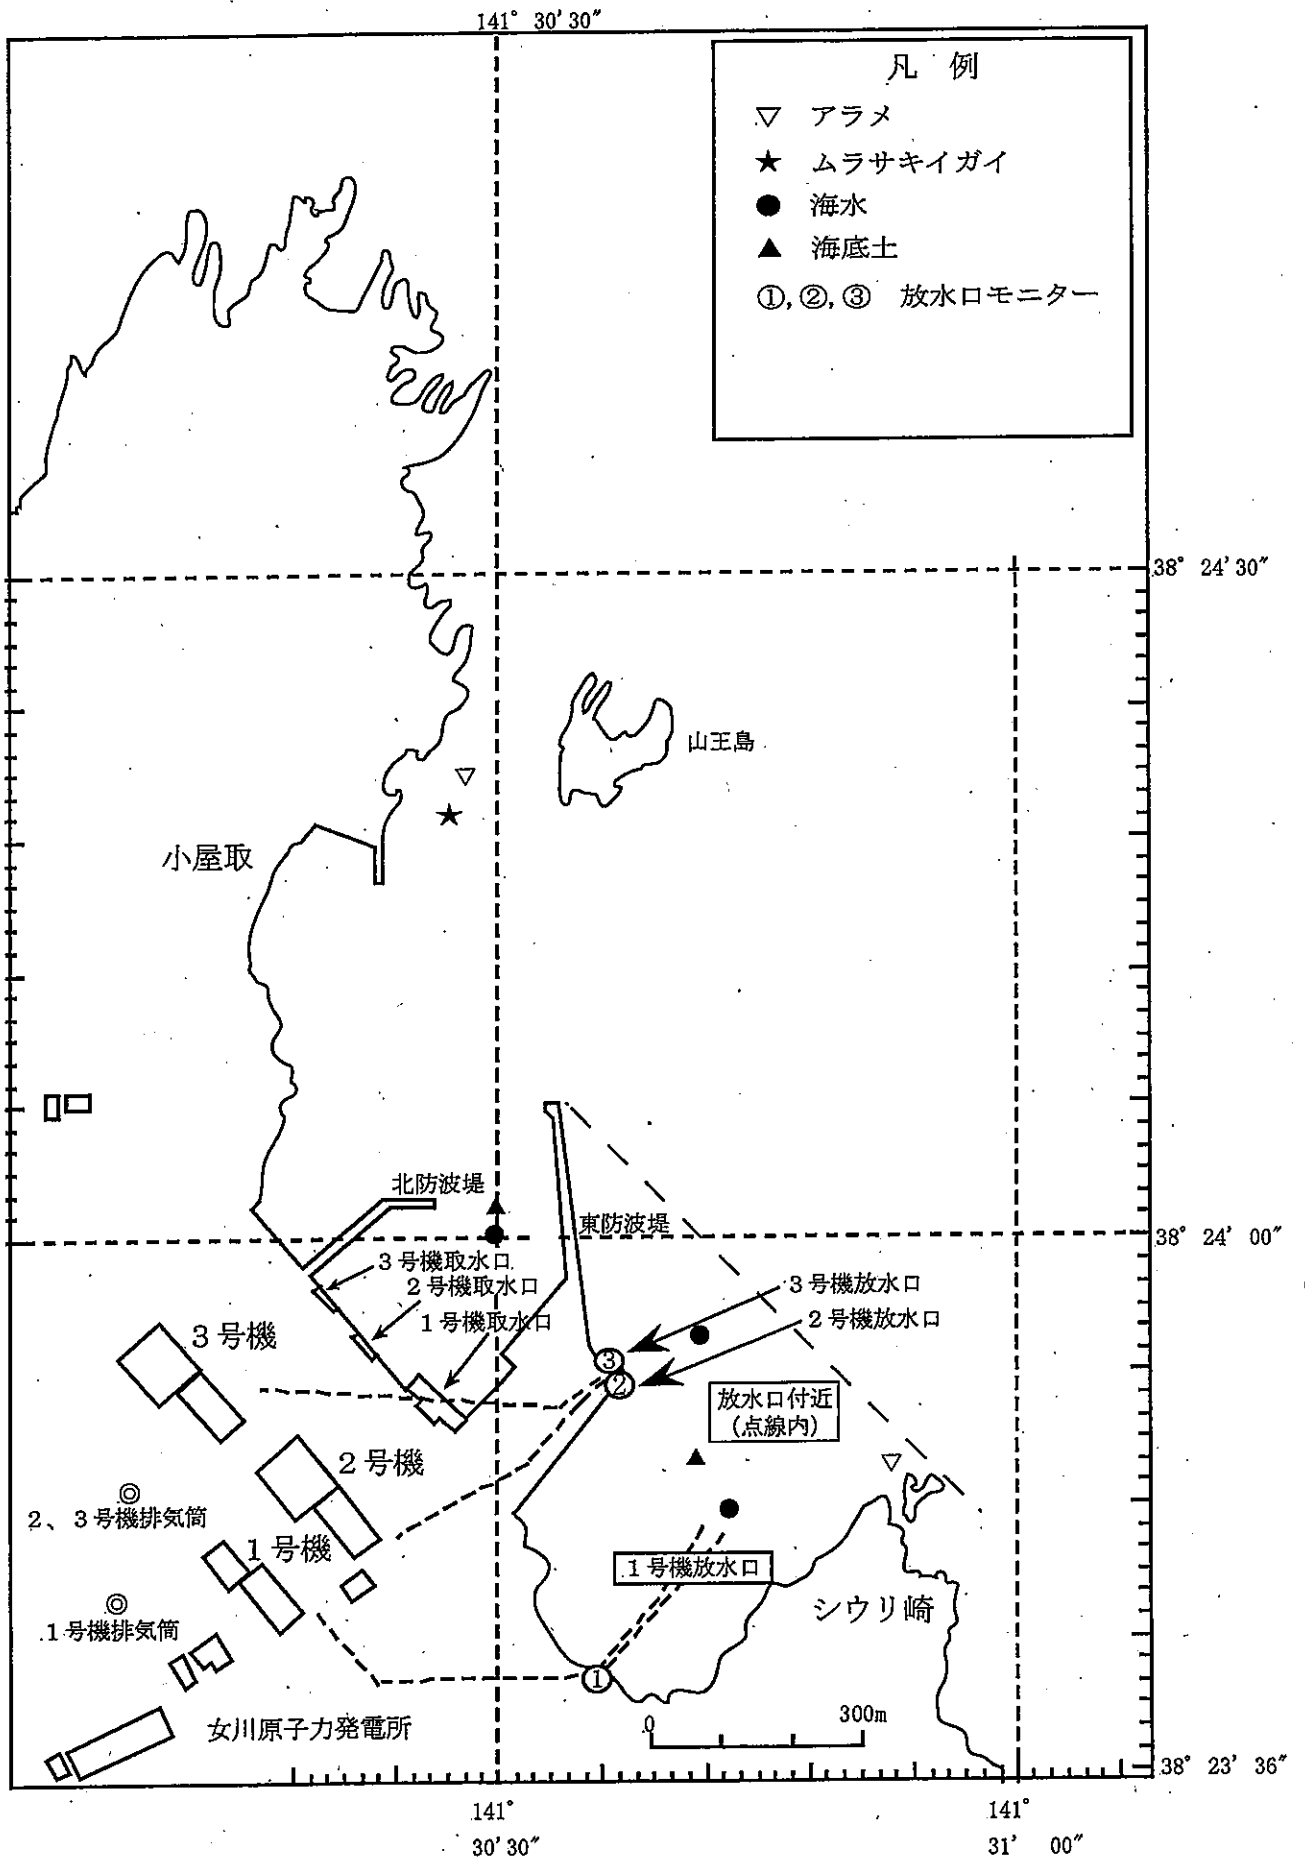 141° 30′30″
凡 例
▽ アラメ
★ ムラサキイガイ
● 海水
▲ 海底土
①,②,③ 放水口モニター
38° 24′30″
山王島
小屋取
北防波堤
東防波堤
38° 24′ 00″
3号機取水口
2号機取水口
1号機取水口
3号機放水口
2号機放水口
3号機
③
②
放水口付近
(点線内)
2号機
2、3号機排気筒
1号機
1号機放水口
シウリ崎
1号機排気筒
①
女川原子力発電所
0 300m
38° 23′ 36″
141°
30′30″
141°
31′ 00″